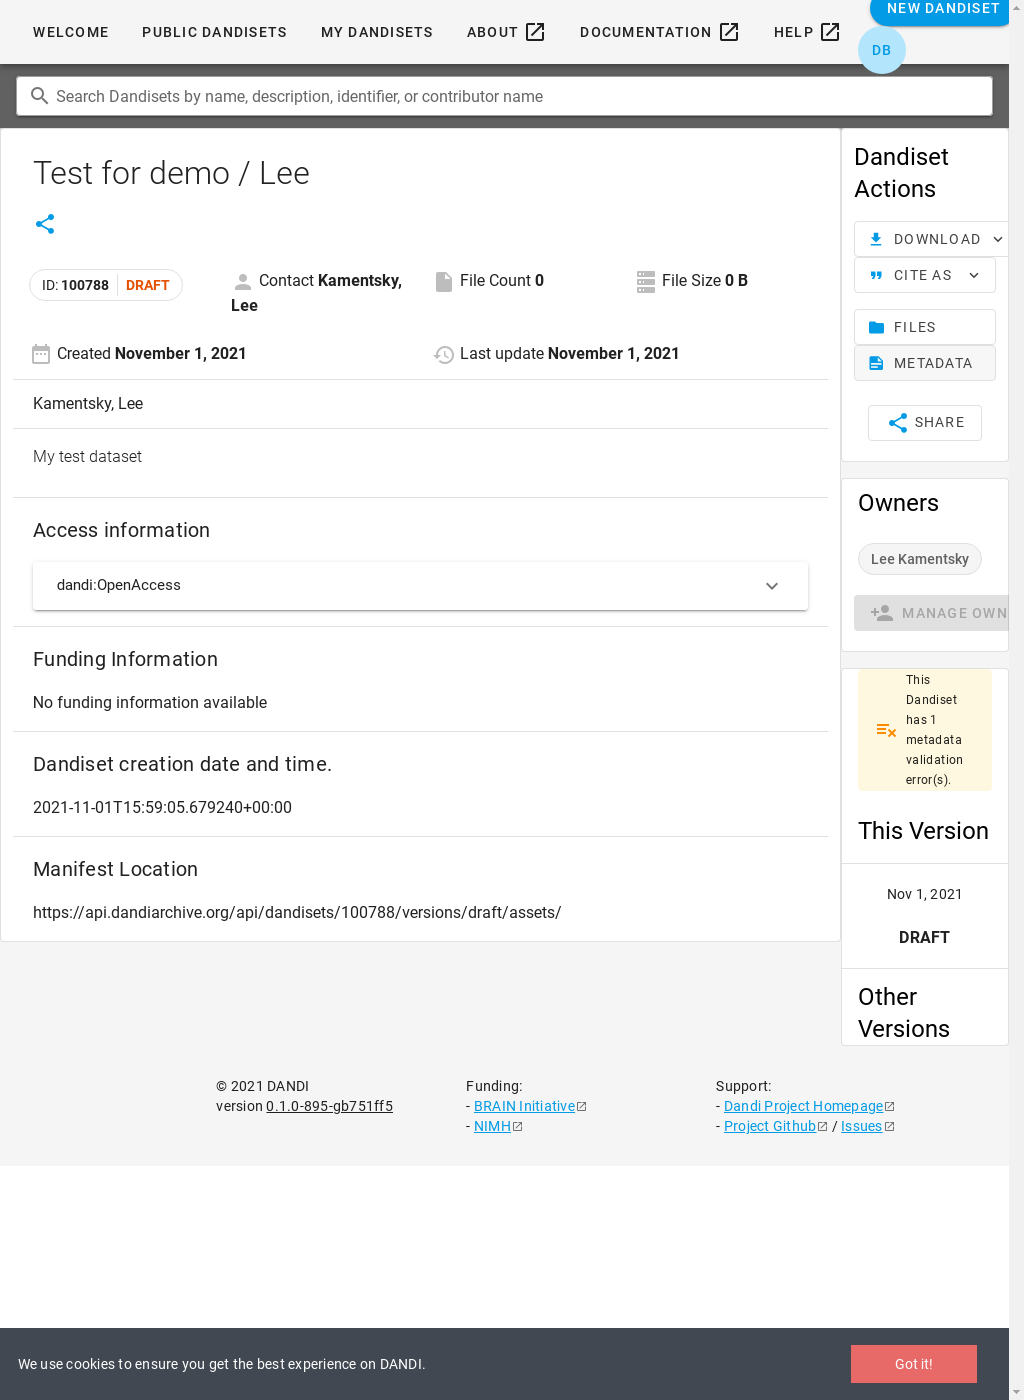 WELCOME
PUBLIC DANDISETS
MY DANDISETS
ABOUT
DOCUMENTATION
HELP
NEW DANDISET
DB
Search Dandisets by name, description, identifier, or contributor name
Test for demo / Lee
ID: 100788 DRAFT
Contact Kamentsky,
Lee
File Count 0
File Size 0 B
Created November 1, 2021
Last update November 1, 2021
Kamentsky, Lee
My test dataset
Access information
dandi:OpenAccess
Funding Information
No funding information available
Dandiset creation date and time.
2021-11-01T15:59:05.679240+00:00
Manifest Location
https://api.dandiarchive.org/api/dandisets/100788/versions/draft/assets/
Dandiset
Actions
DOWNLOAD
CITE AS
FILES
METADATA
SHARE
Owners
Lee Kamentsky
MANAGE OWN
This
Dandiset
has 1
metadata
validation
error(s).
This Version
Nov 1, 2021
DRAFT
Other
Versions
© 2021 DANDI
version 0.1.0-895-gb751ff5
Funding:
- BRAIN Initiative
- NIMH
Support:
- Dandi Project Homepage
- Project Github / Issues
We use cookies to ensure you get the best experience on DANDI.
Got it!